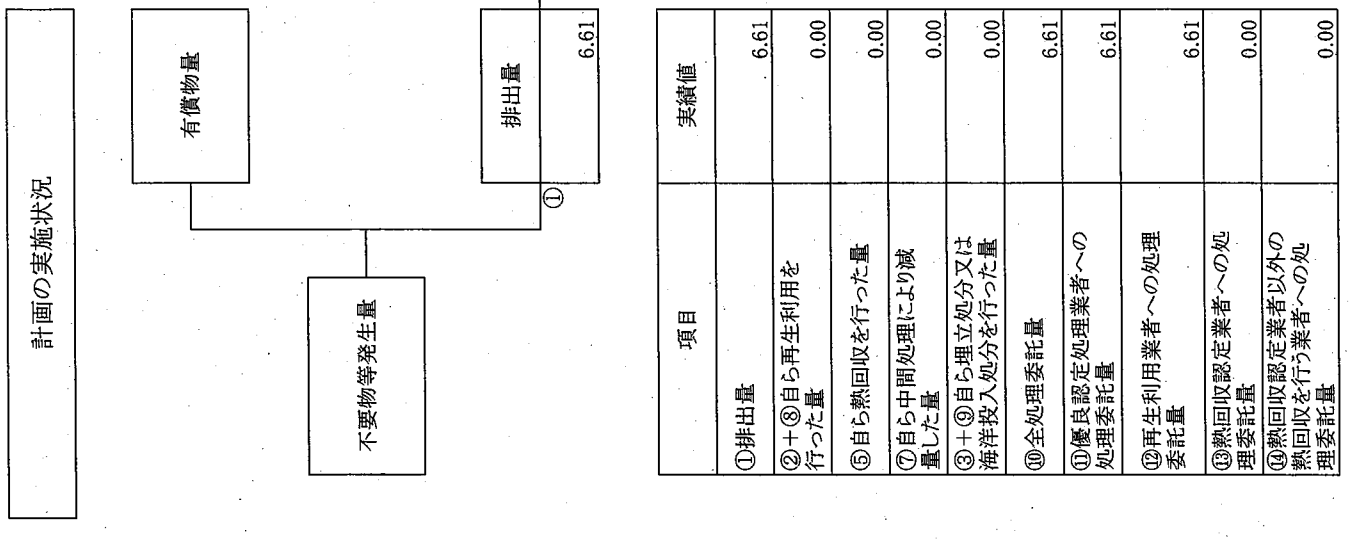 計画の実施状況
有償物量
不要物等発生量
排出量
①
6.61
項目
実績値
①排出量
6.61
②+⑧自ら再生利用を
行った量
0.00
⑤自ら熱回収を行った量
0.00
⑦自ら中間処理により減
量した量
0.00
③+⑨自ら埋立処分又は
海洋投入処分を行った量
0.00
⑩全処理委託量
6.61
⑪優良認定処理業者への
処理委託量
6.61
⑫再生利用業者への処理
委託量
6.61
⑬熱回収認定業者への処
理委託量
0.00
⑭熱回収認定業者以外の
熱回収を行う業者への処
理委託量
0.00